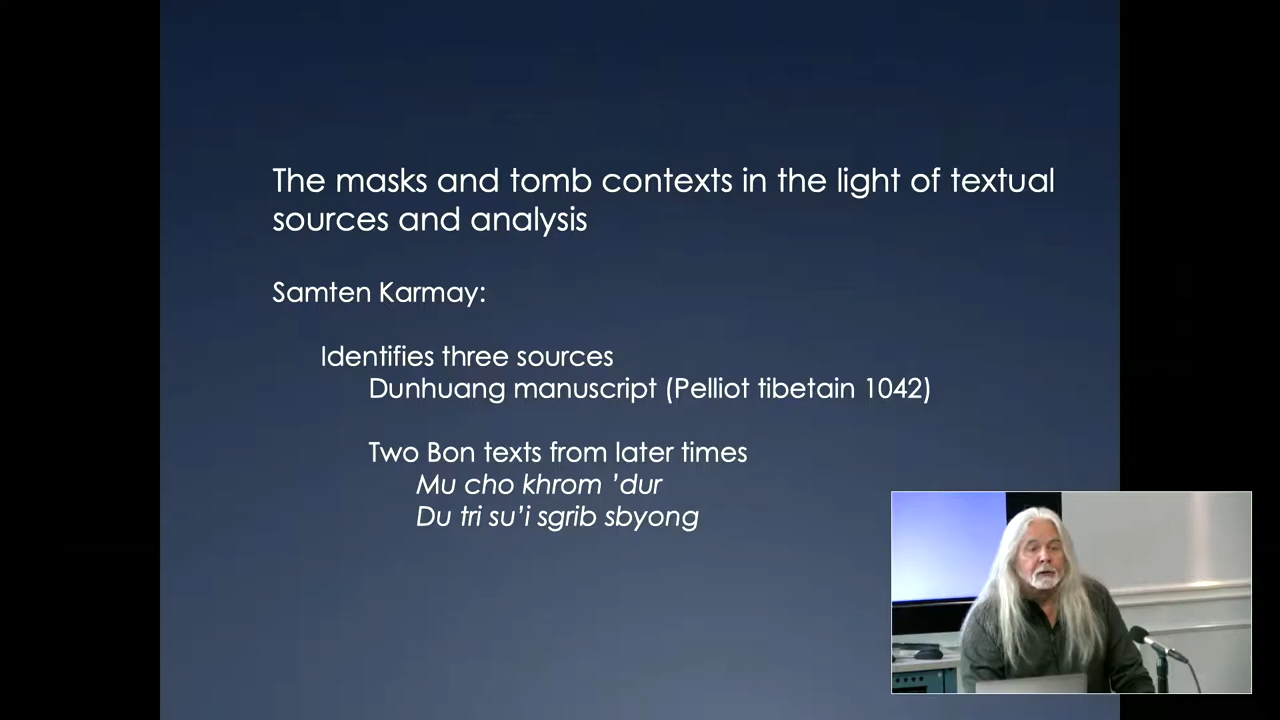 The masks and tomb contexts in the light of textual
sources and analysis
Samten Karmay:
Identifies three sources
Dunhuang manuscript (Pelliot tibetain 1042)
Two Bon texts from later times
Mu cho khrom ’dur
Du tri su’i sgrib sbyong